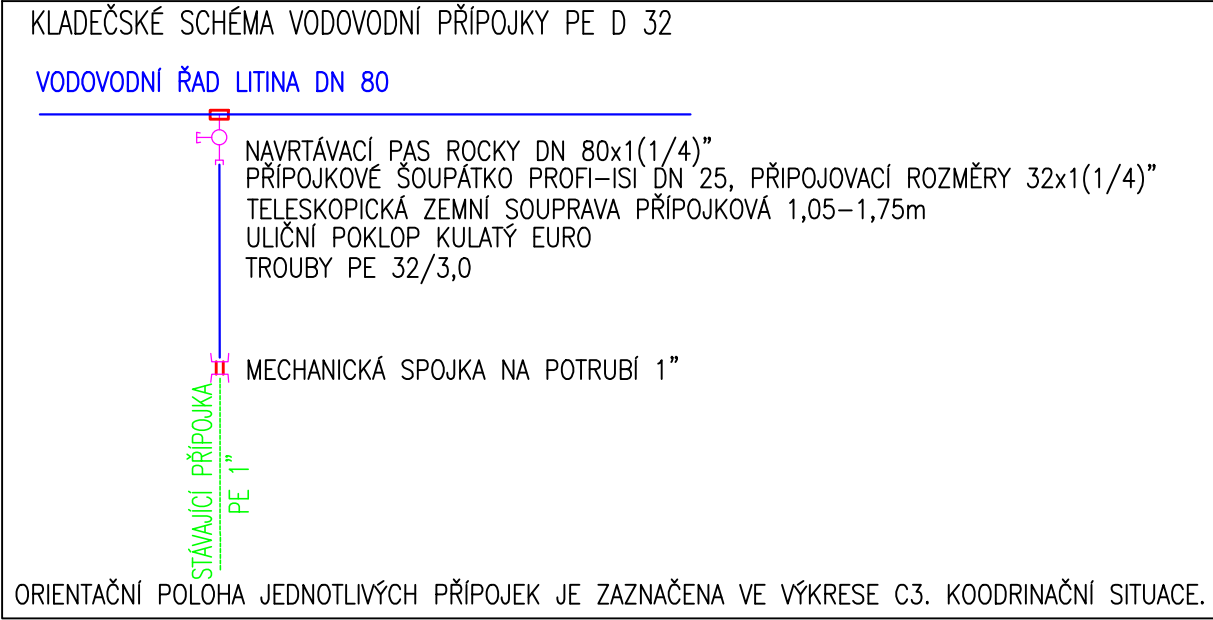 KLADEČSKÉ SCHÉMA VODOVODNÍ PŘÍPOJKY PE D 32
VODOVODNÍ ŘAD LITINA DN 80
NAVRTÁVACÍ PAS ROCKY DN 80x1(1/4)"
PŘÍPOJKOVÉ ŠOUPÁTKO PROFI-ISI DN 25, PŘIPOJOVACÍ ROZMĚRY 32x1(1/4)"
TELESKOPICKÁ ZEMNÍ SOUPRAVA PŘÍPOJKOVÁ 1,05-1,75m
ULIČNÍ POKLOP KULATÝ EURO
TROUBY PE 32/3,0
MECHANICKÁ SPOJKA NA POTRUBÍ 1"
STÁVAJÍCÍ PŘÍPOJKA
PE 1"
ORIENTAČNÍ POLOHA JEDNOTLIVÝCH PŘÍPOJEK JE ZAZNAČENA VE VÝKRESE C3. KOODRINAČNÍ SITUACE.